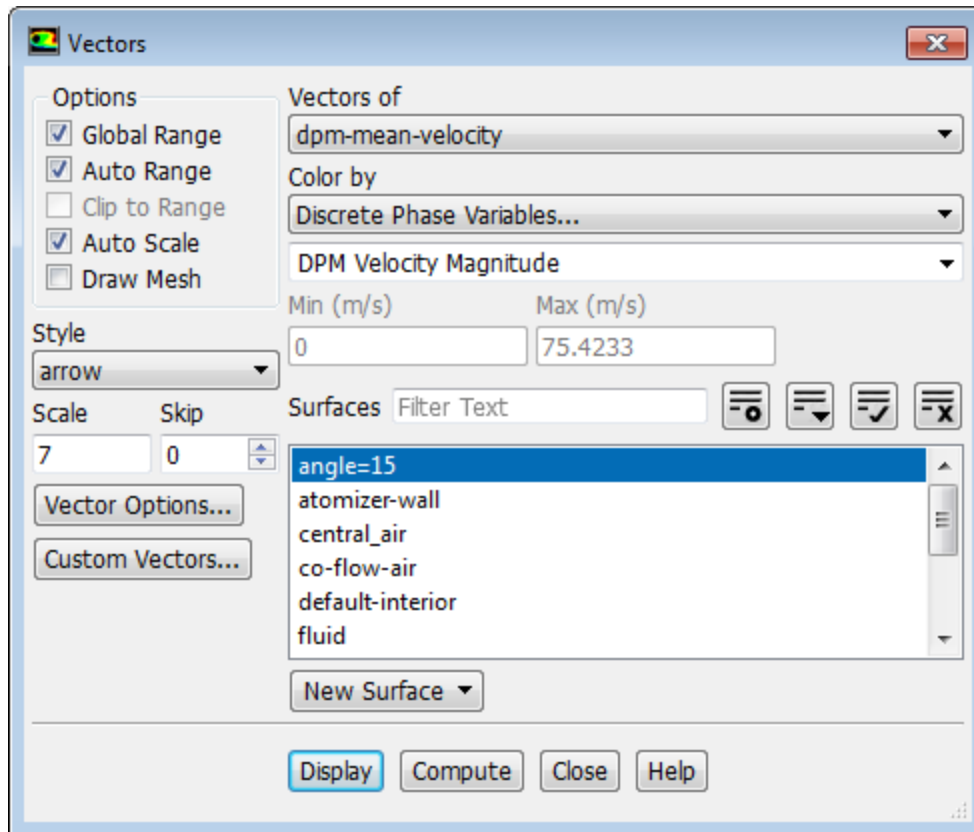 Vectors
Options
Global Range
Auto Range
Clip to Range
Auto Scale
Draw Mesh
Style
arrow
Scale Skip
7 0
Vector Options...
Custom Vectors...
Vectors of
dpm-mean-velocity
Color by
Discrete Phase Variables...
DPM Velocity Magnitude
Min (m/s) Max (m/s)
0 75.4233
Surfaces Filter Text
angle=15
atomizer-wall
central_air
co-flow-air
default-interior
fluid
New Surface
Display Compute Close Help